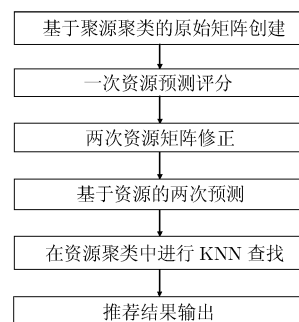 基于聚源聚类的原始矩阵创建
一次资源预测评分
两次资源矩阵修正
基于资源的两次预测
在资源聚类中进行 KNN 查找
推荐结果输出